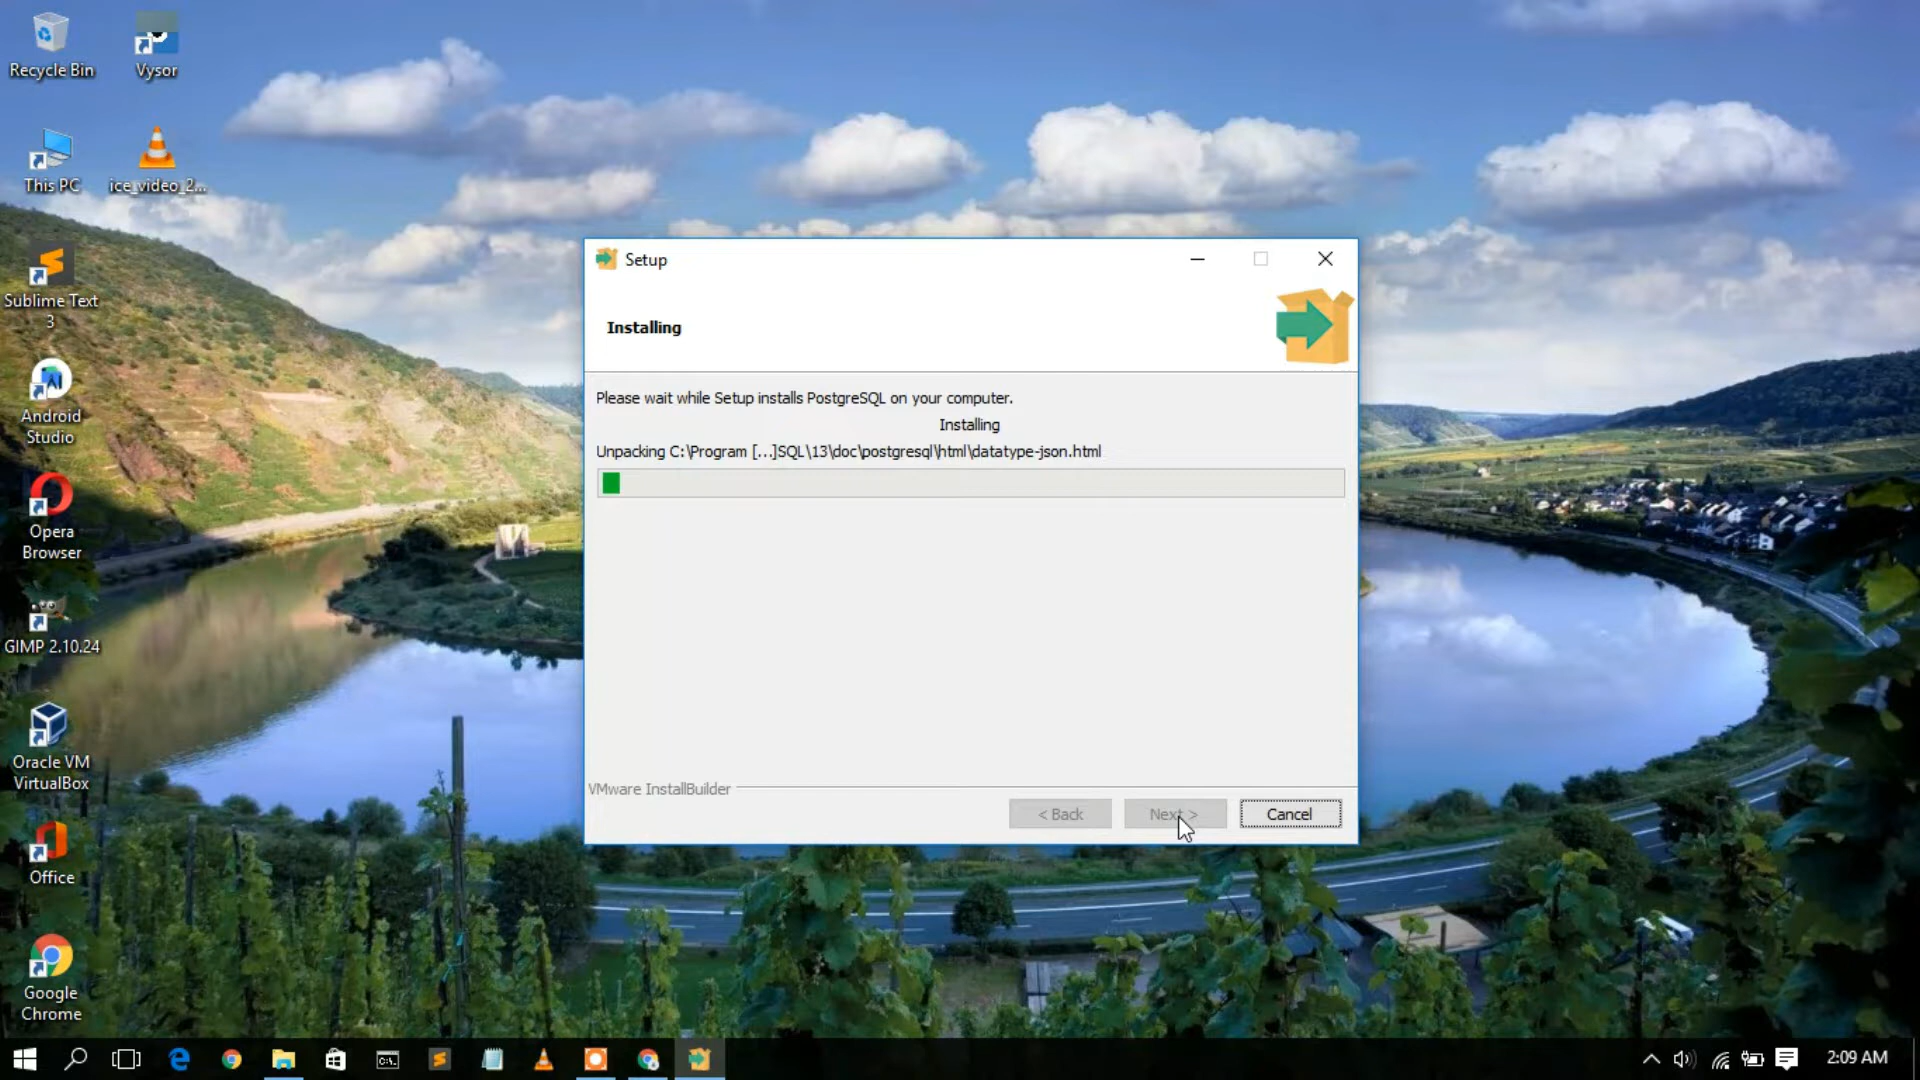 Recycle Bin
Vysor
This PC
ice_video_2...
Sublime Text
3
Android
Studio
Opera
Browser
GIMP 2.10.24
Oracle VM
VirtualBox
Office
Google
Chrome
Setup
Installing
Please wait while Setup installs PostgreSQL on your computer.
Installing
Unpacking C:\Program [...]SQL\13\doc\postgresql\html\datatype-json.html
VMware InstallBuilder
< Back
Next >
Cancel
2:09 AM